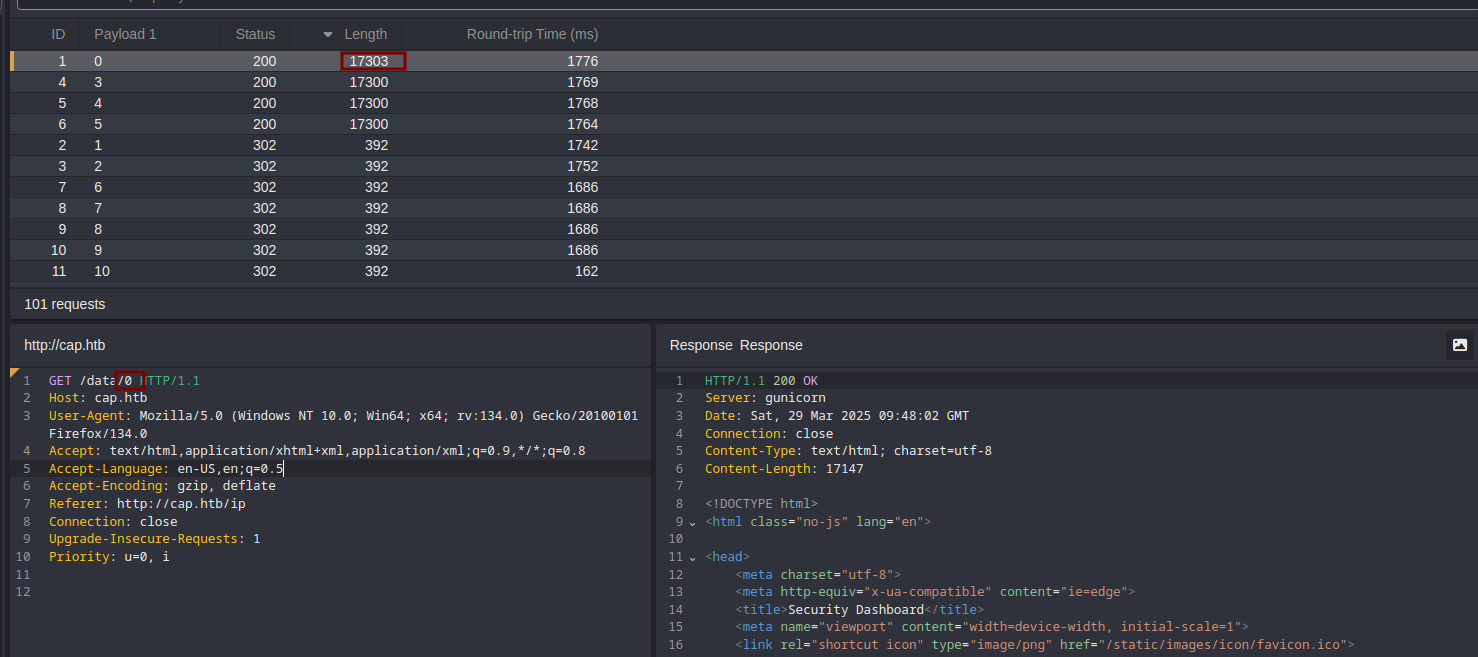 ID Payload 1 Status Length Round-trip Time (ms)
1 0 200 17303 1776
4 3 200 17300 1769
5 4 200 17300 1768
6 5 200 17300 1764
2 1 302 392 1742
3 2 302 392 1752
7 6 302 392 1686
8 7 302 392 1686
9 8 302 392 1686
10 9 302 392 1686
11 10 302 392 162
101 requests
http://cap.htb
1 GET /data/0 HTTP/1.1
2 Host: cap.htb
3 User-Agent: Mozilla/5.0 (Windows NT 10.0; Win64; x64; rv:134.0) Gecko/20100101
Firefox/134.0
4 Accept: text/html,application/xhtml+xml,application/xml;q=0.9,*/*;q=0.8
5 Accept-Language: en-US,en;q=0.5
6 Accept-Encoding: gzip, deflate
7 Referer: http://cap.htb/ip
8 Connection: close
9 Upgrade-Insecure-Requests: 1
10 Priority: u=0, i
11
12
Response Response
1 HTTP/1.1 200 OK
2 Server: gunicorn
3 Date: Sat, 29 Mar 2025 09:48:02 GMT
4 Connection: close
5 Content-Type: text/html; charset=utf-8
6 Content-Length: 17147
7
8 <!DOCTYPE html>
9 <html class="no-js" lang="en">
10
11 <head>
12 <meta charset="utf-8">
13 <meta http-equiv="x-ua-compatible" content="ie=edge">
14 <title>Security Dashboard</title>
15 <meta name="viewport" content="width=device-width, initial-scale=1">
16 <link rel="shortcut icon" type="image/png" href="/static/images/icon/favicon.ico">